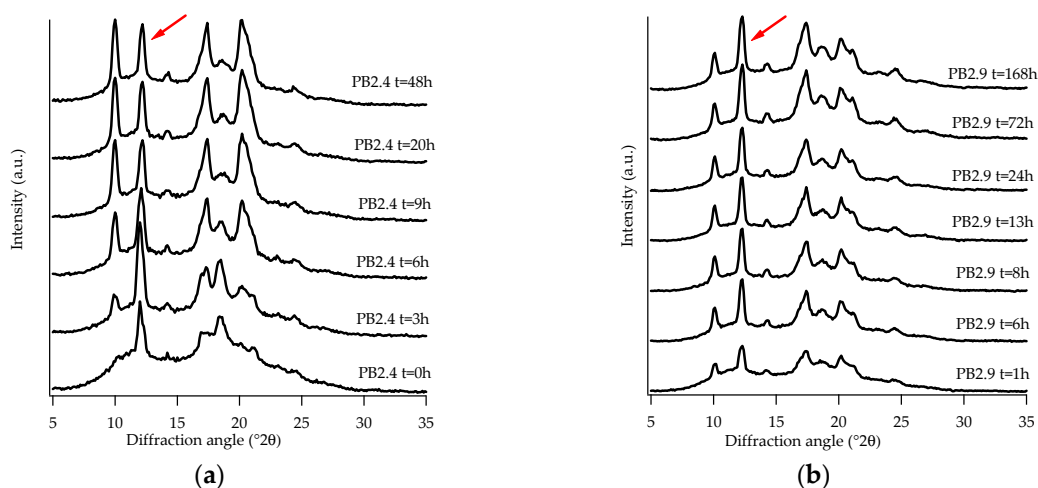 PB2.4 t=48h
PB2.4 t=20h
PB2.4 t=9h
PB2.4 t=6h
PB2.4 t=3h
PB2.4 t=0h
Intensity (a.u.)
5 10 15 20 25 30 35
Diffraction angle (°2θ)
(a)
PB2.9 t=168h
PB2.9 t=72h
PB2.9 t=24h
PB2.9 t=13h
PB2.9 t=8h
PB2.9 t=6h
PB2.9 t=1h
Intensity (a.u.)
5 10 15 20 25 30 35
Diffraction angle (°2θ)
(b)